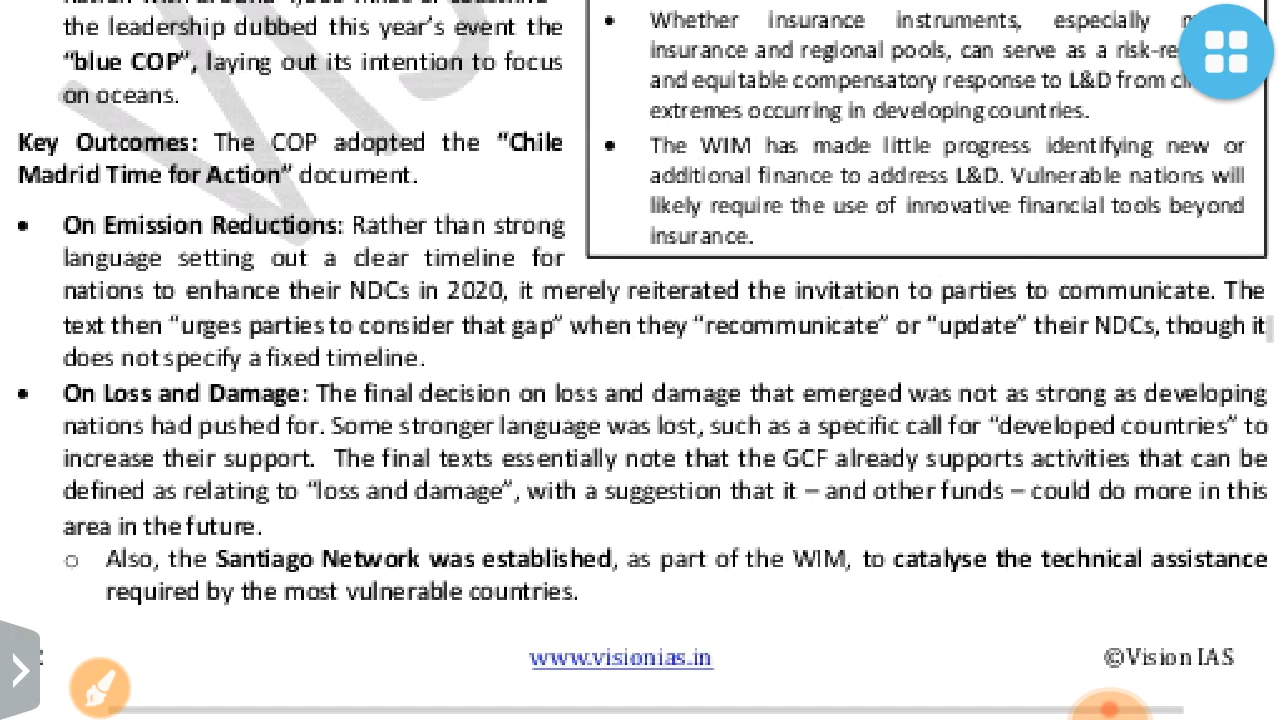 the leadership dubbed this year's event the
"blue COP", laying out its intention to focus
on oceans.
Key Outcomes: The COP adopted the "Chile
Madrid Time for Action" document.
• On Emission Reductions: Rather than strong
language setting out a clear timeline for
• Whether insurance instruments, especially
insurance and regional pools, can serve as a
and equitable compensatory response to L&D from
extremes occurring in developing countries.
• The WIM has made little progress identifying new or
additional finance to address L&D. Vulnerable nations will
likely require the use of innovative financial tools beyond
insurance.
nations to enhance their NDCs in 2020, it merely reiterated the invitation to parties to communicate. The
text then "urges parties to consider that gap" when they "recommunicate" or "update" their NDCs, though it
does not specify a fixed timeline.
• On Loss and Damage: The final decision on loss and damage that emerged was not as strong as developing
nations had pushed for. Some stronger language was lost, such as a specific call for "developed countries" to
increase their support. The final texts essentially note that the GCF already supports activities that can be
defined as relating to "loss and damage", with a suggestion that it – and other funds – could do more in this
area in the future.
o Also, the Santiago Network was established, as part of the WIM, to catalyse the technical assistance
required by the most vulnerable countries.
www.visionias.in
©Vision IAS